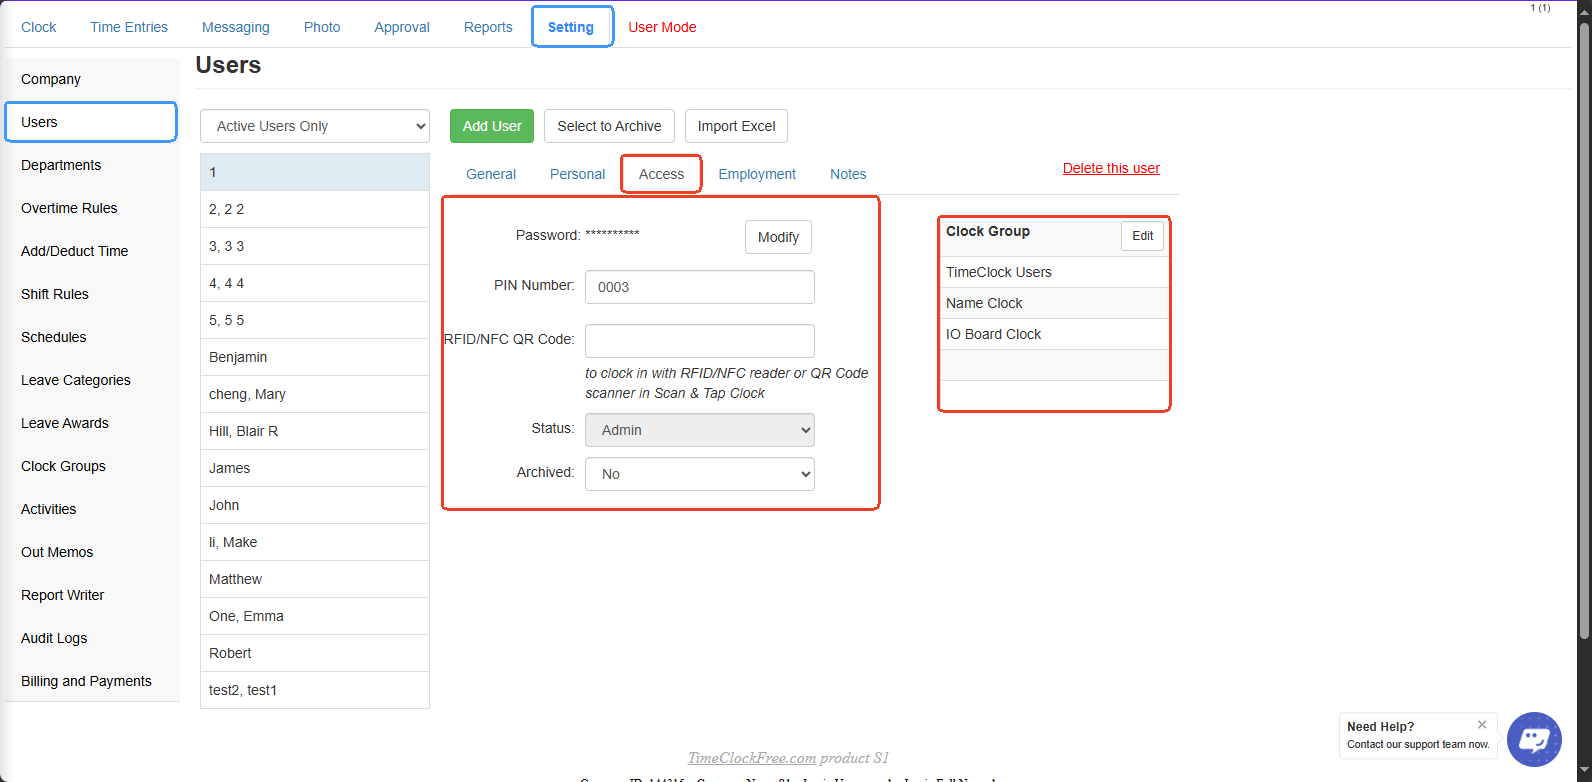 1 (1)
Clock Time Entries Messaging Photo Approval Reports Setting User Mode
Users
Company
Users
Departments
Overtime Rules
Add/Deduct Time
Shift Rules
Schedules
Leave Categories
Leave Awards
Clock Groups
Activities
Out Memos
Report Writer
Audit Logs
Billing and Payments
Active Users Only
1
2, 2 2
3, 3 3
4, 4 4
5, 5 5
Benjamin
cheng, Mary
Hill, Blair R
James
John
li, Make
Matthew
One, Emma
Robert
test2, test1
Add User Select to Archive Import Excel
General Personal Access Employment Notes
Delete this user
Password: ********** Modify
PIN Number: 0003
RFID/NFC QR Code:
to clock in with RFID/NFC reader or QR Code
scanner in Scan & Tap Clock
Status: Admin
Archived: No
Clock Group Edit
TimeClock Users
Name Clock
IO Board Clock
Need Help?
Contact our support team now.
TimeClockFree.com product S1